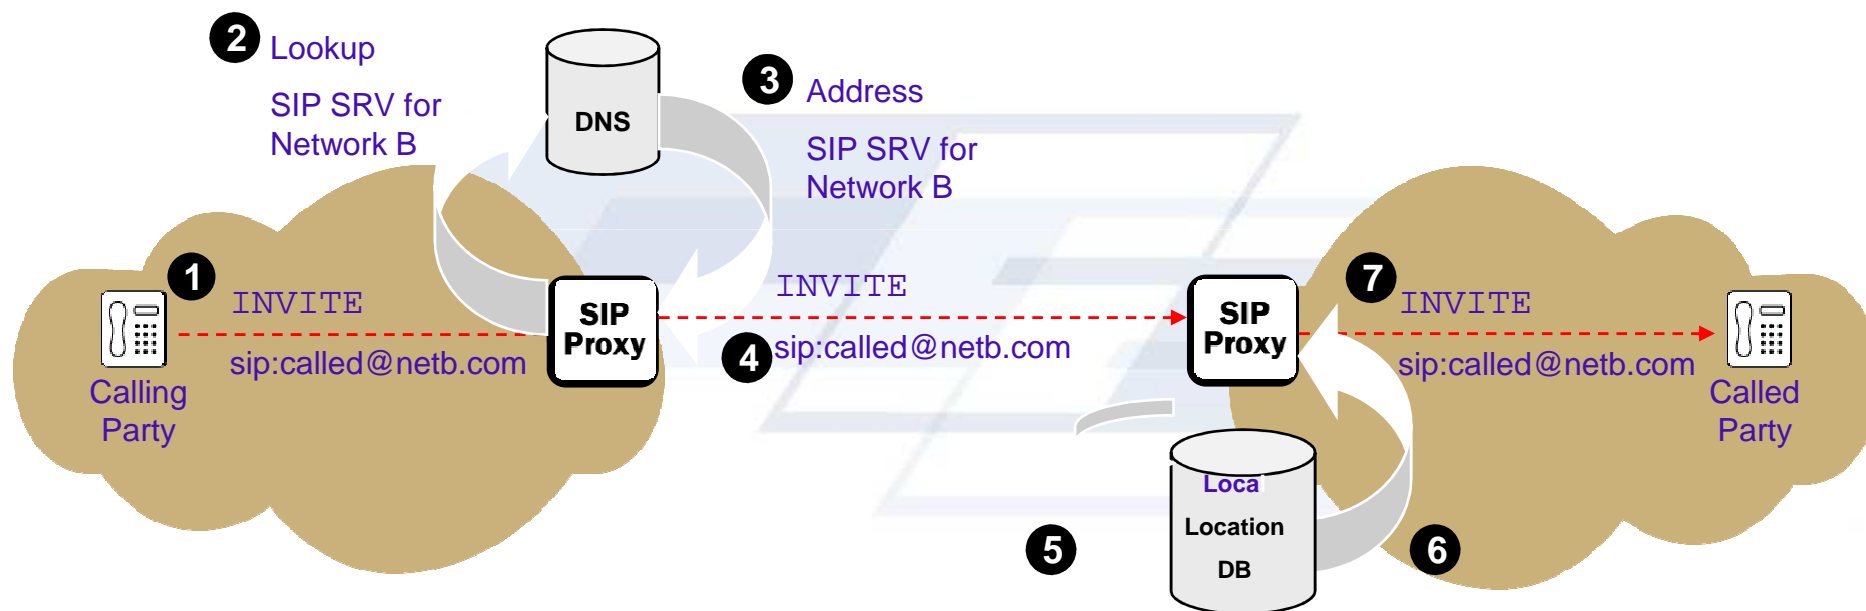 2
Lookup
SIP SRV for
Network B
DNS
3
Address
SIP SRV for
Network B
1
INVITE
sip:called@netb.com
Calling
Party
SIP
Proxy
INVITE
4
sip:called@netb.com
SIP
Proxy
7
INVITE
sip:called@netb.com
Called
Party
5
Local
Location
DB
6